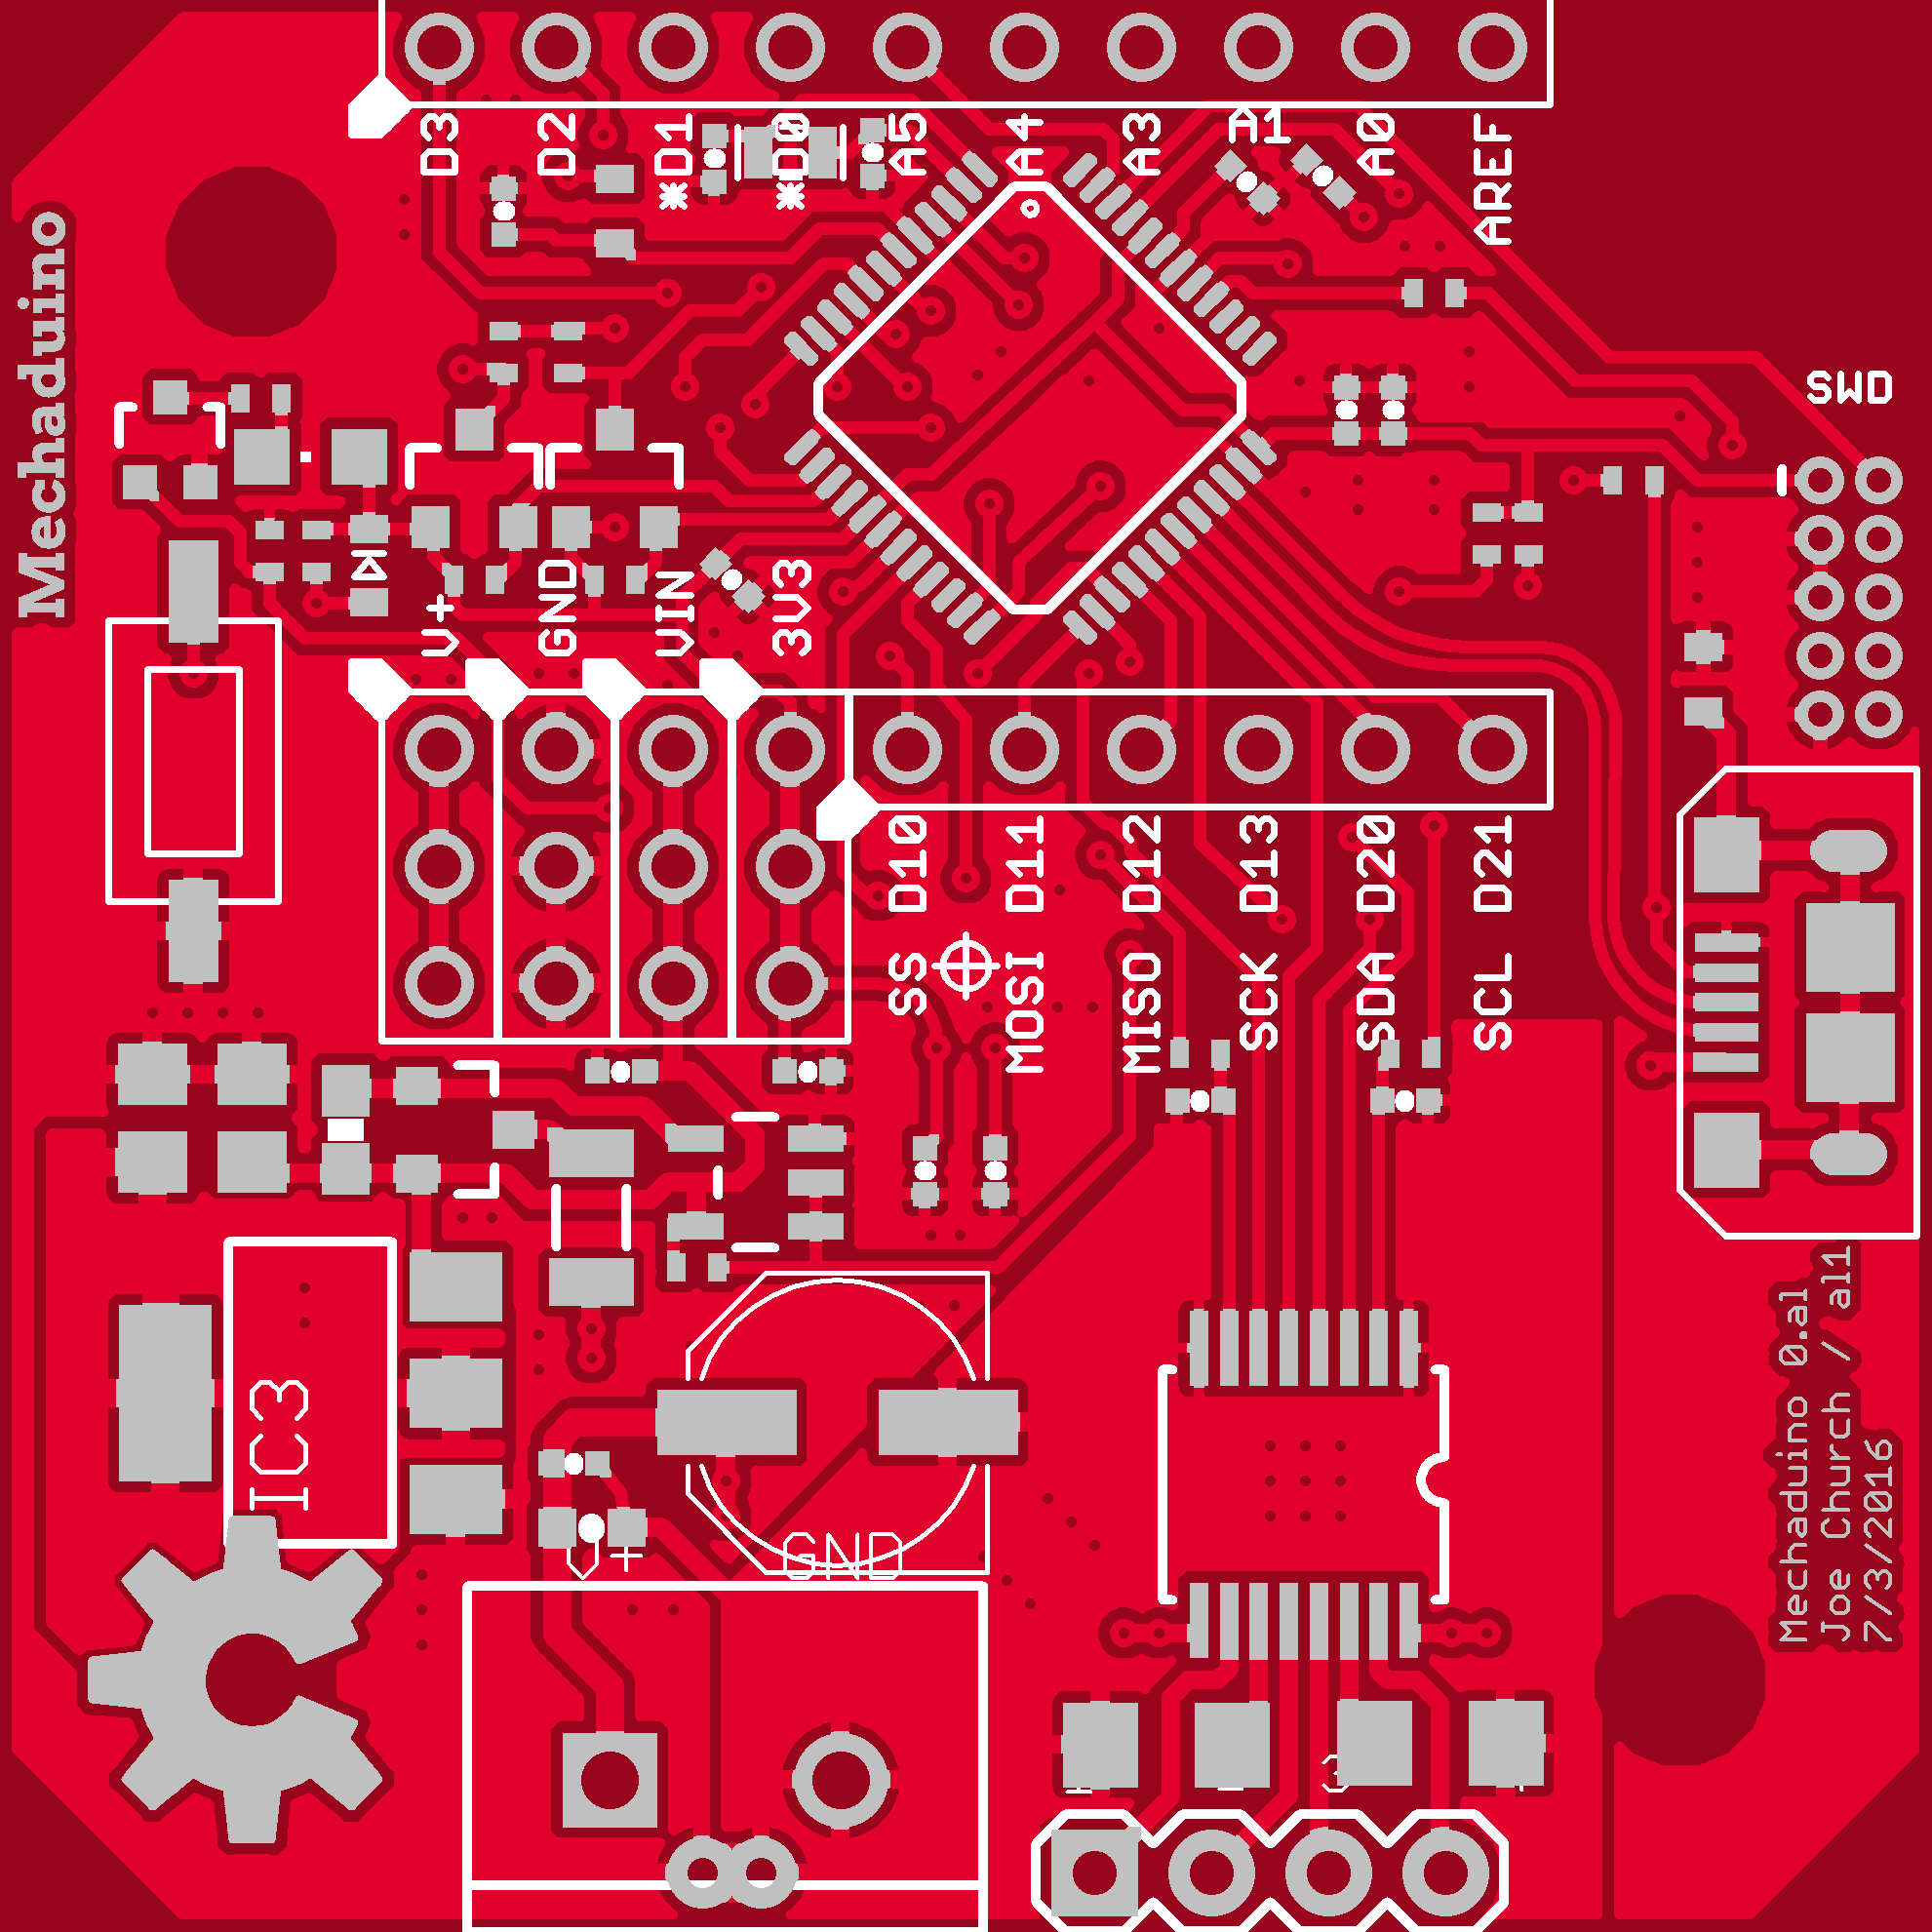 D3
D2
*D1
*D0
A5
A4
A3
A1
A0
AREF
Mechaduino
SWD
V+
GND
VIN
3V3
D10
D11
D12
D13
D20
D21
SS
MOSI
MISO
SCK
SDA
SCL
IC3
V+
GND
Mechaduino 0.al
Joe Church / al1
7/3/2016